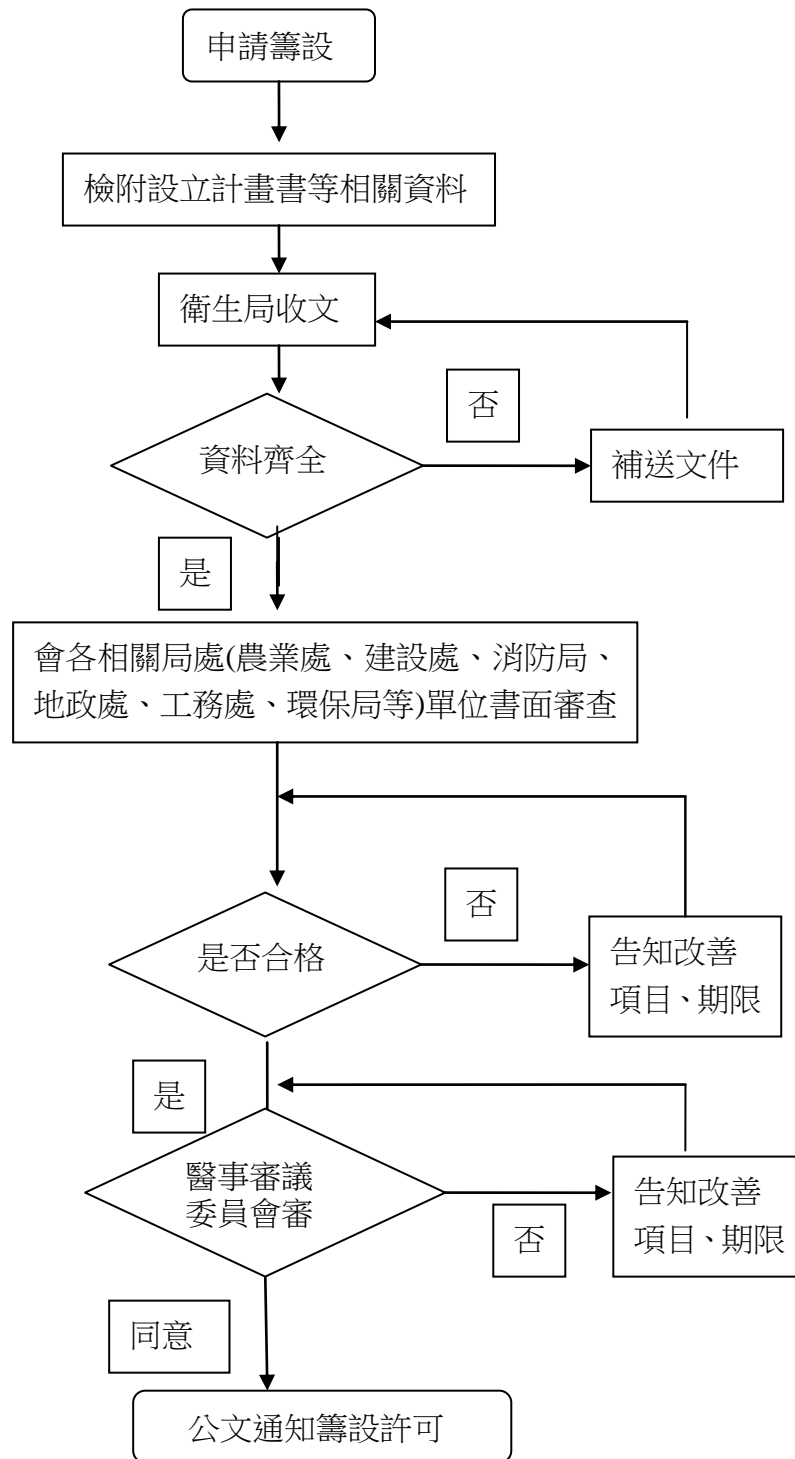 申請籌設
檢附設立計畫書等相關資料
衛生局收文
否
資料齊全
補送文件
是
會各相關局處(農業處、建設處、消防局、
地政處、工務處、環保局等)單位書面審查
否
是否合格
告知改善
項目、期限
是
醫事審議
委員會審
告知改善
項目、期限
否
同意
公文通知籌設許可